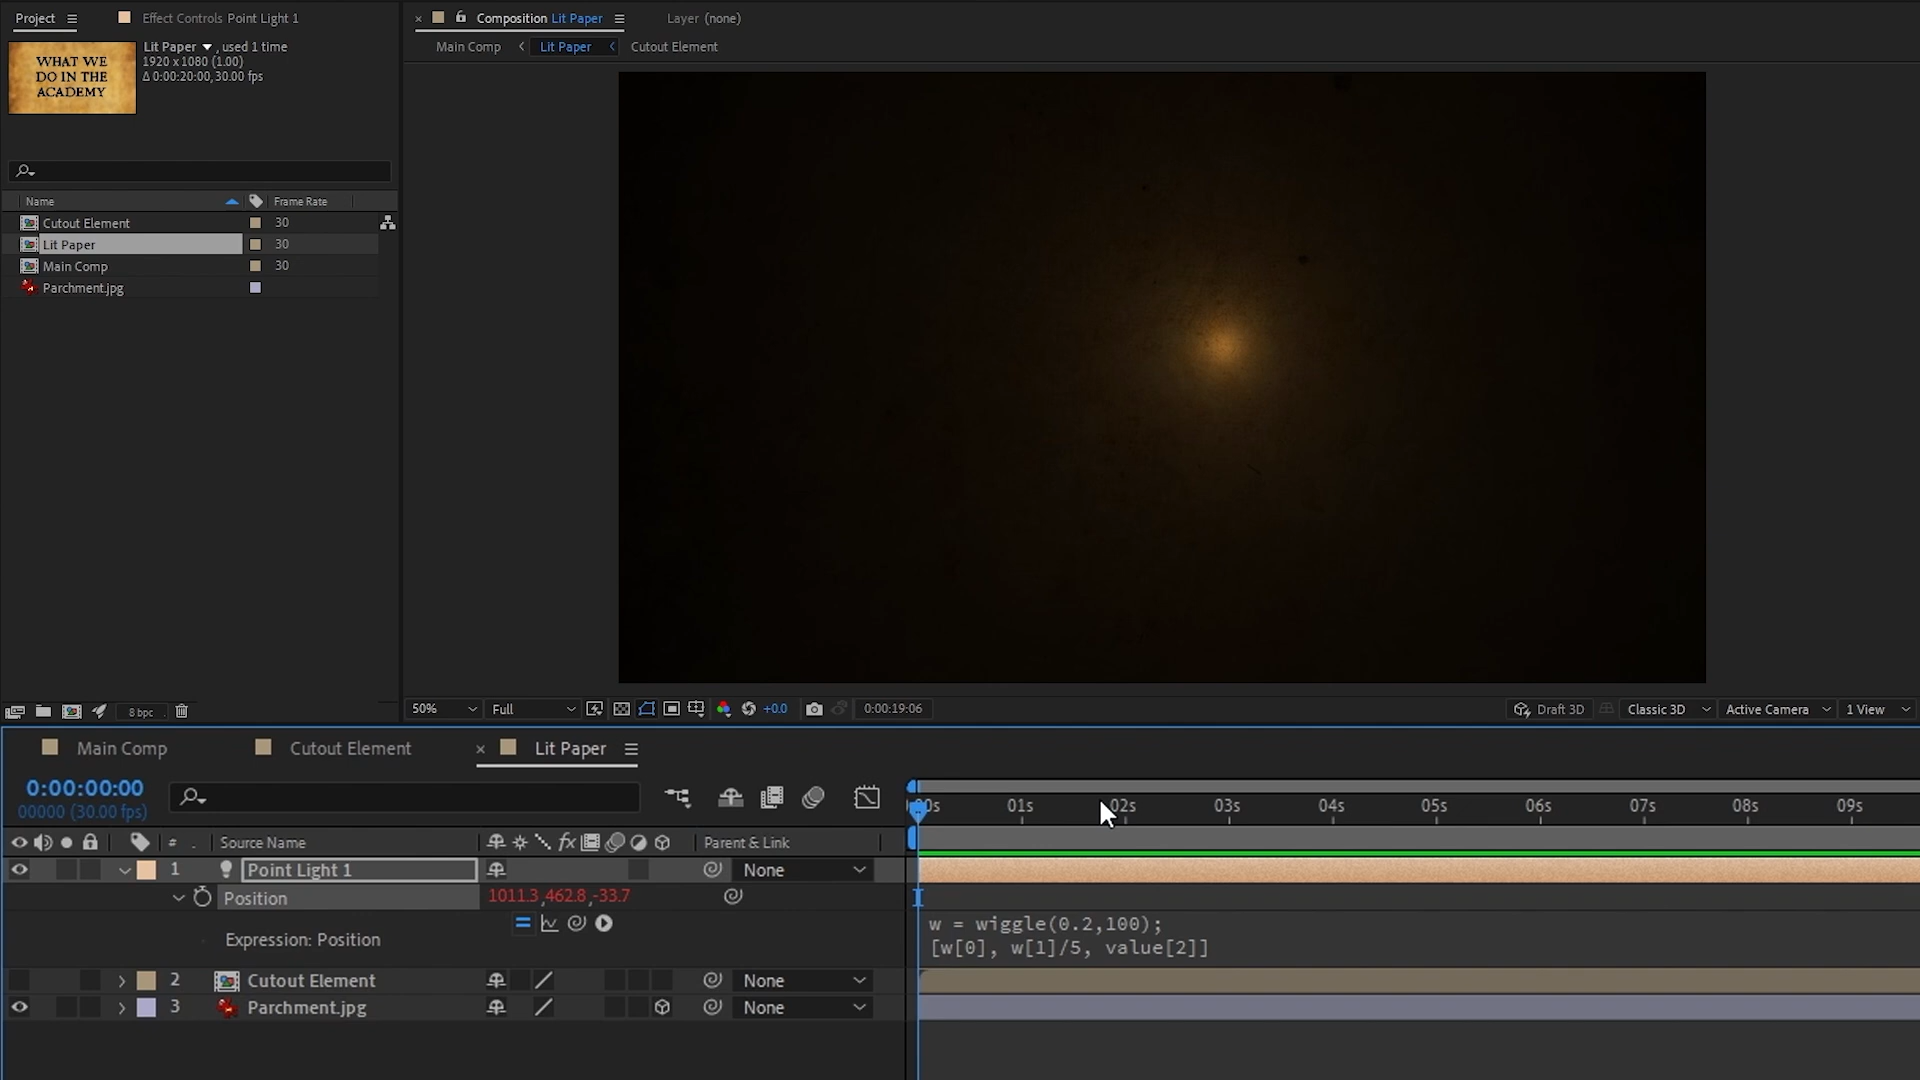 Project
Effect Controls Point Light 1
Composition Lit Paper
Layer (none)
Main Comp
Lit Paper
Cutout Element
WHAT WE
DO IN THE
ACADEMY
Lit Paper , used 1 time
1920 x 1080 (1.00)
Δ 0:00:20:00, 30.00 fps
Name
Frame Rate
Cutout Element 30
Lit Paper 30
Main Comp 30
Parchment.jpg
8 bpc
50%
Full
+0.0
0:00:19:06
Draft 3D
Classic 3D
Active Camera
1 View
Main Comp
Cutout Element
Lit Paper
0:00:00:00
00000 (30.00 fps)
00s 01s 02s 03s 04s 05s 06s 07s 08s 09s
# . Source Name
fx
Parent & Link
1 Point Light 1 None
Position 1011.3,462.8,-33.7
Expression: Position
w = wiggle(0.2,100);
[w[0], w[1]/5, value[2]]
2 Cutout Element None
3 Parchment.jpg None